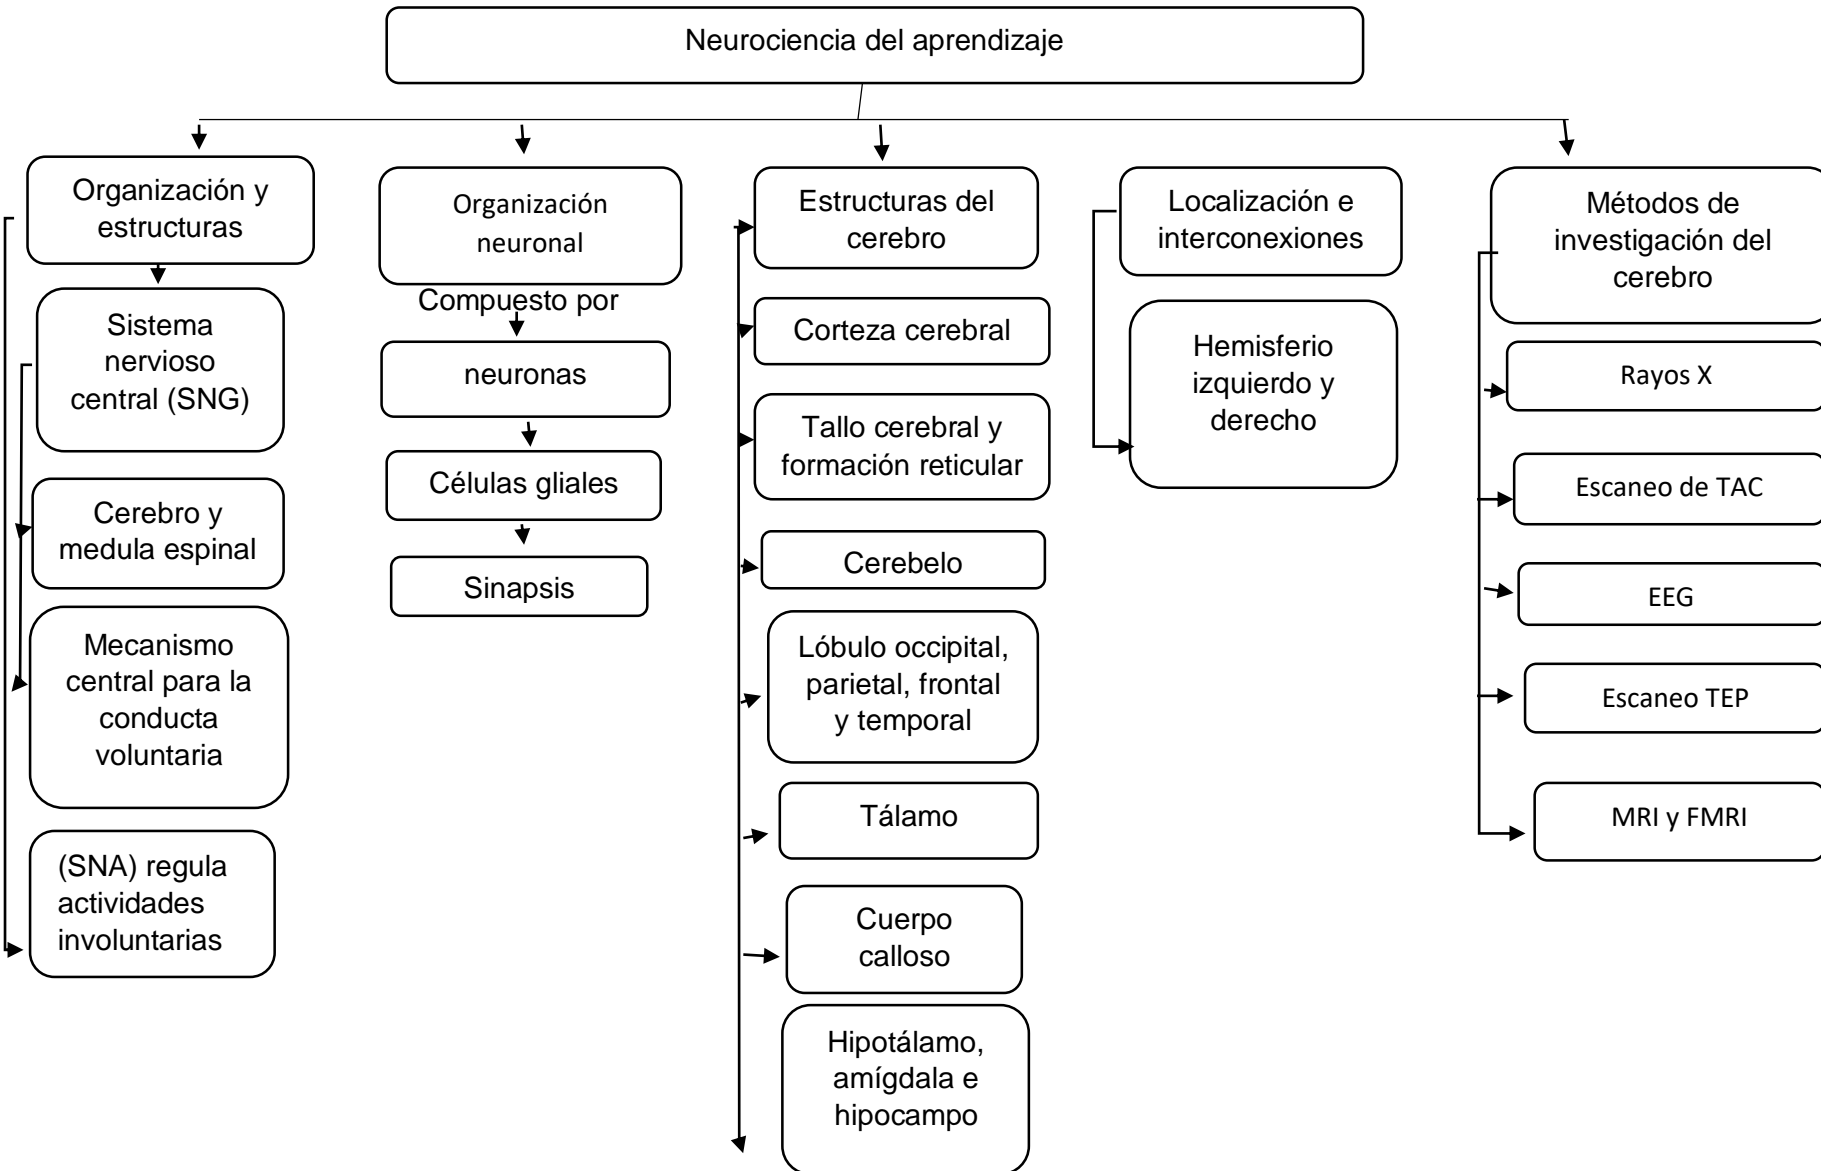 Neurociencia del aprendizaje
Organización y
estructuras
Sistema
nervioso
central (SNG)
Cerebro y
medula espinal
Mecanismo
central para la
conducta
voluntaria
(SNA) regula
actividades
involuntarias
Organización
neuronal
Compuesto por
neuronas
Células gliales
Sinapsis
Estructuras del
cerebro
Corteza cerebral
Tallo cerebral y
formación reticular
Cerebelo
Lóbulo occipital,
parietal, frontal
y temporal
Tálamo
Cuerpo
calloso
Hipotálamo,
amígdala e
hipocampo
Localización e
interconexiones
Hemisferio
izquierdo y
derecho
Métodos de
investigación del
cerebro
Rayos X
Escaneo de TAC
EEG
Escaneo TEP
MRI y FMRI